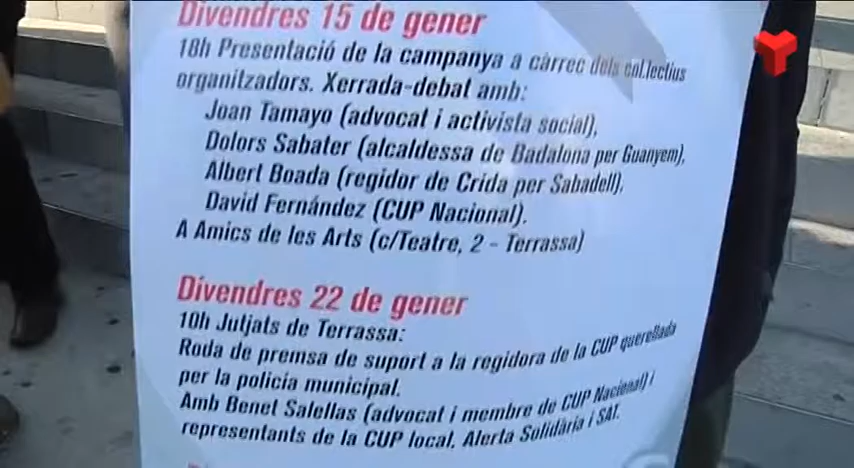 Divendres 15 de gener
18h Presentació de la campanya a càrrec dels col.lectius
organitzadors. Xerrada-debat amb:
Joan Tamayo (advocat i activista social),
Dolors Sabater (alcaldessa de Badalona per Guanyem),
Albert Boada (regidor de Crida per Sabadell),
David Fernández (CUP Nacional).
A Amics de les Arts (c/Teatre, 2 - Terrassa)
Divendres 22 de gener
10h Jutjats de Terrassa:
Roda de premsa de suport a la regidora de la CUP querellada
per la policia municipal.
Amb Benet Salellas (advocat i membre de CUP Nacional) i
representants de la CUP local, Alerta Solidària i SAT.